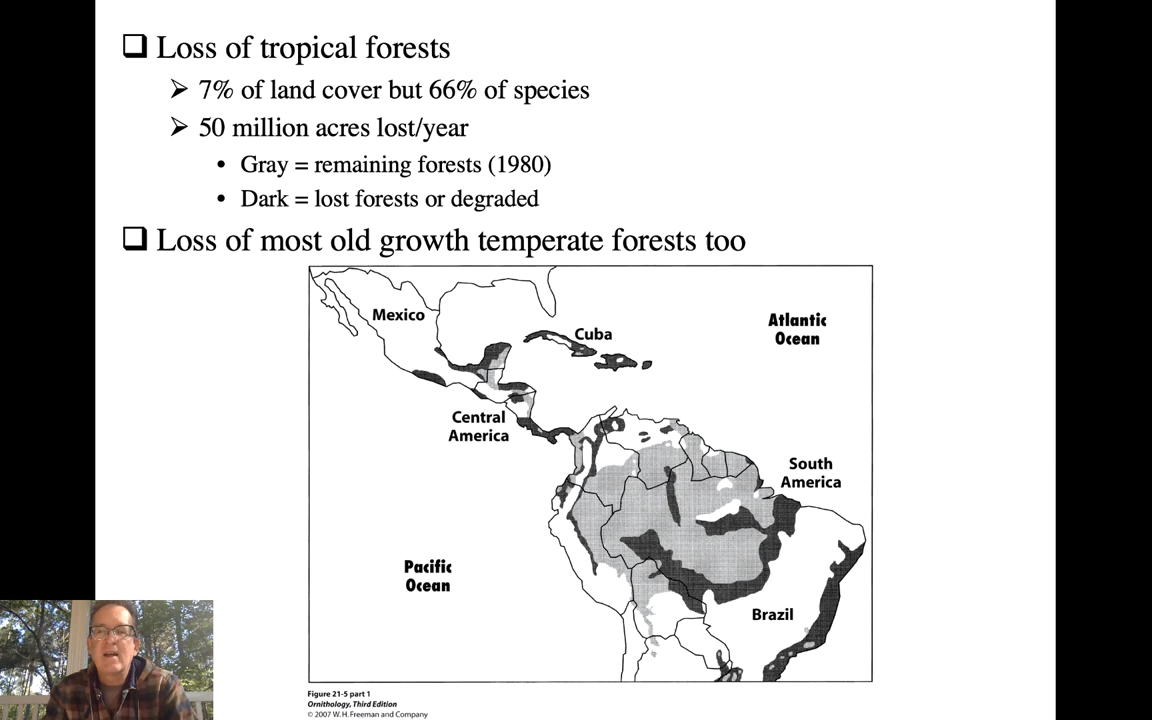 Loss of tropical forests
7% of land cover but 66% of species
50 million acres lost/year
Gray = remaining forests (1980)
Dark = lost forests or degraded
Loss of most old growth temperate forests too
Mexico
Cuba
Atlantic
Ocean
Central
America
South
America
Pacific
Ocean
Brazil
Figure 21-5 part 1
Ornithology, Third Edition
© 2007 W. H. Freeman and Company